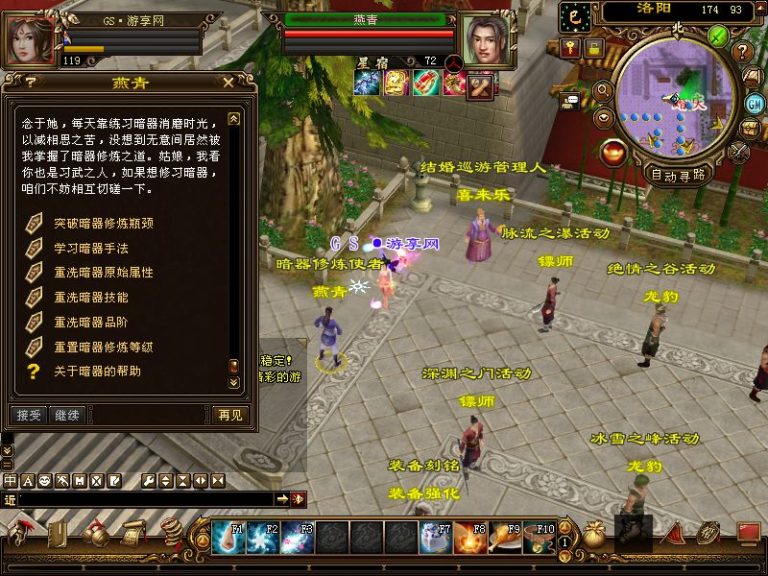 GS·游享网
119
燕青
星宿
72
洛阳
174 93
北
GM
自动寻路
燕青
念于她，每天靠练习暗器消磨时光，
以减相思之苦，没想到无意间居然被
我掌握了暗器修炼之道。姑娘，我看
你也是习武之人，如果想修习暗器，
咱们不妨相互切磋一下。
突破暗器修炼瓶颈
学习暗器手法
重洗暗器原始属性
重洗暗器技能
重洗暗器品阶
重置暗器修炼等级
关于暗器的帮助
接受
继续
再见
结婚巡游管理人
喜来乐
GS●游享网
脉流之瀑活动
镖师
暗器修炼使者
燕青
绝情之谷活动
龙豹
稳定!
精彩的游
深渊之门活动
镖师
冰雪之峰活动
龙豹
装备刻铭
装备强化
中 A
近
F1 F2 F3 F7 F8 F9 F10
1